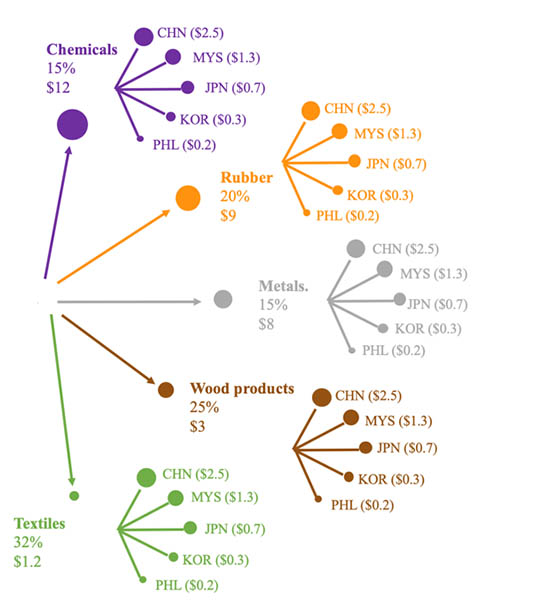 Chemicals
15%
$12
CHN ($2.5)
MYS ($1.3)
JPN ($0.7)
KOR ($0.3)
PHL ($0.2)
Rubber
20%
$9
CHN ($2.5)
MYS ($1.3)
JPN ($0.7)
KOR ($0.3)
PHL ($0.2)
Metals.
15%
$8
CHN ($2.5)
MYS ($1.3)
JPN ($0.7)
KOR ($0.3)
PHL ($0.2)
Wood products
25%
$3
CHN ($2.5)
MYS ($1.3)
JPN ($0.7)
KOR ($0.3)
PHL ($0.2)
Textiles
32%
$1.2
CHN ($2.5)
MYS ($1.3)
JPN ($0.7)
KOR ($0.3)
PHL ($0.2)